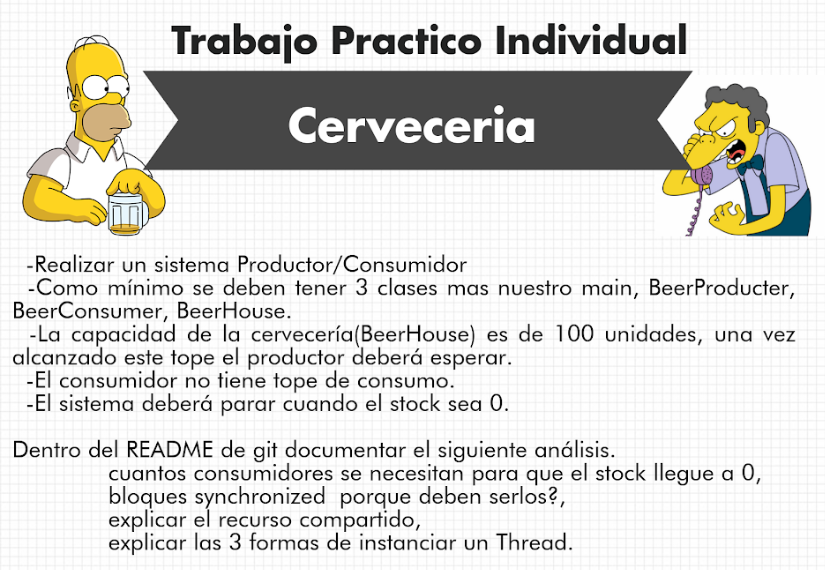 Trabajo Practico Individual
Cerveceria
-Realizar un sistema Productor/Consumidor
-Como mínimo se deben tener 3 clases mas nuestro main, BeerProducter,
BeerConsumer, BeerHouse.
-La capacidad de la cervecería(BeerHouse) es de 100 unidades, una vez
alcanzado este tope el productor deberá esperar.
-El consumidor no tiene tope de consumo.
-El sistema deberá parar cuando el stock sea 0.
Dentro del README de git documentar el siguiente análisis.
cuantos consumidores se necesitan para que el stock llegue a 0,
bloques synchronized porque deben serlos?,
explicar el recurso compartido,
explicar las 3 formas de instanciar un Thread.